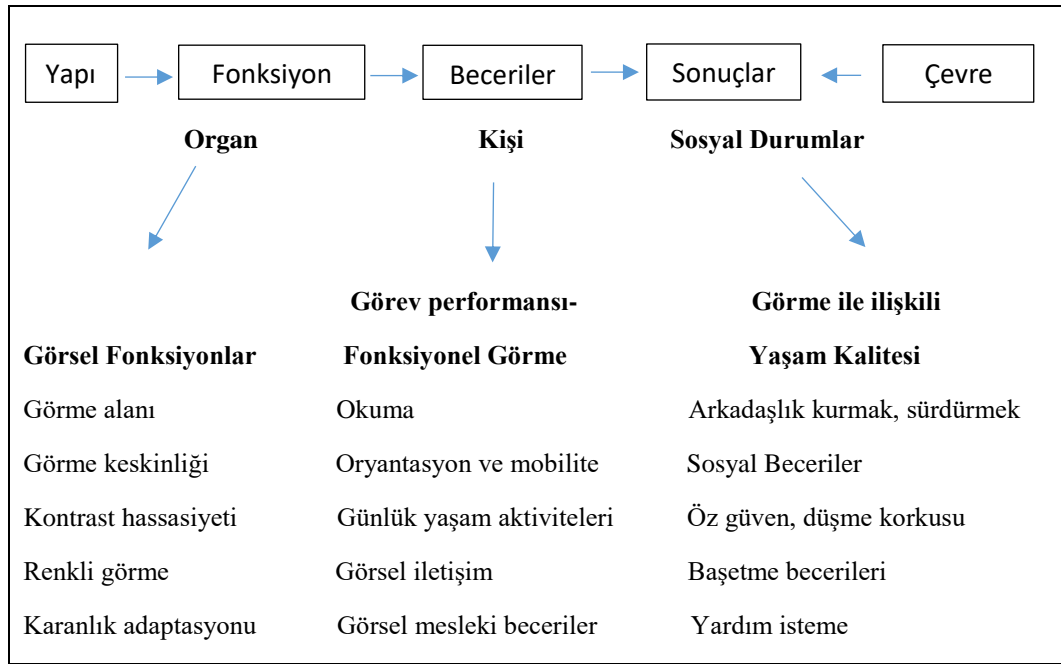 Yapı Fonksiyon Beceriler Sonuçlar Çevre
Organ Kişi Sosyal Durumlar
Görev performansı- Görme ile ilişkili
Görsel Fonksiyonlar Fonksiyonel Görme Yaşam Kalitesi
Görme alanı Okuma Arkadaşlık kurmak, sürdürmek
Görme keskinliği Oryantasyon ve mobilite Sosyal Beceriler
Kontrast hassasiyeti Günlük yaşam aktiviteleri Öz güven, düşme korkusu
Renkli görme Görsel iletişim Başetme becerileri
Karanlık adaptasyonu Görsel mesleki beceriler Yardım isteme